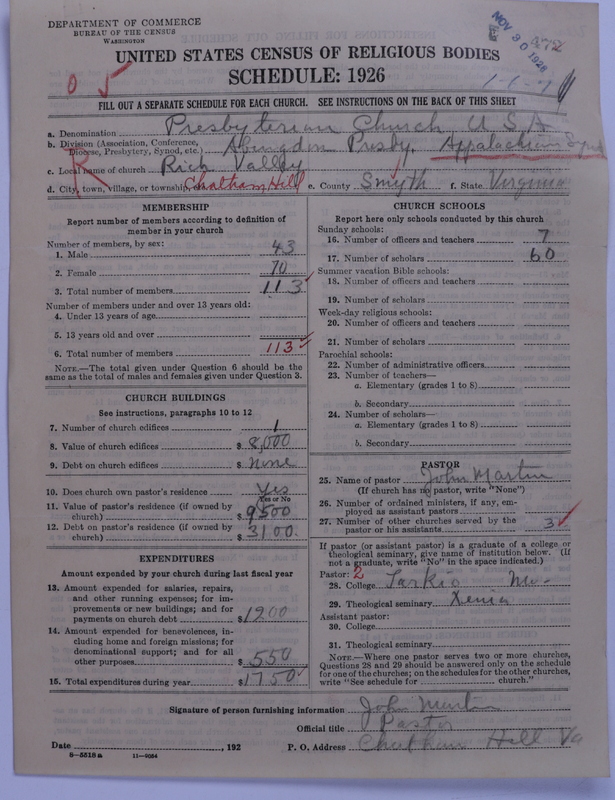 DEPARTMENT OF COMMERCE
BUREAU OF THE CENSUS
WASHINGTON
NOV 30 1926
472
UNITED STATES CENSUS OF RELIGIOUS BODIES
SCHEDULE: 1926
0 5
1-1-7
FILL OUT A SEPARATE SCHEDULE FOR EACH CHURCH. SEE INSTRUCTIONS ON THE BACK OF THIS SHEET
a. Denomination Presbyterian Church U S A
b. Division (Association, Conference, Diocese, Presbytery, Synod, etc.) Abingdon Presby. Appalachian Synod
R
c. Local name of church Rich Valley
d. City, town, village, or township Chatham Hill e. County Smyth f. State Virginia
MEMBERSHIP
Report number of members according to definition of
member in your church
Number of members, by sex:
1. Male 43
2. Female 70
3. Total number of members 113
Number of members under and over 13 years old:
4. Under 13 years of age
5. 13 years old and over
6. Total number of members 113
NOTE.—The total given under Question 6 should be
same as the total of males and females given under Question 3.
CHURCH BUILDINGS
See instructions, paragraphs 10 to 12
7. Number of church edifices 1
8. Value of church edifices $ 8,000
9. Debt on church edifices $ None
10. Does church own pastor's residence Yes
Yes or No
11. Value of pastor's residence (if owned by
church) $ 9500
12. Debt on pastor's residence (if owned by
church) $ 3100.
EXPENDITURES
Amount expended by your church during last fiscal year
13. Amount expended for salaries, repairs,
and other running expenses; for im-
provements or new buildings; and for
payments on church debt $ 1200
14. Amount expended for benevolences, in-
cluding home and foreign missions; for
denominational support; and for all
other purposes $ 550
15. Total expenditures during year $ 1750
CHURCH SCHOOLS
Report here only schools conducted by this church
Sunday schools:
16. Number of officers and teachers 7
17. Number of scholars 60
Summer vacation Bible schools:
18. Number of officers and teachers
19. Number of scholars
Week-day religious schools:
20. Number of officers and teachers
21. Number of scholars
Parochial schools:
22. Number of administrative officers
23. Number of teachers—
a. Elementary (grades 1 to 8)
b. Secondary
24. Number of scholars—
a. Elementary (grades 1 to 8)
b. Secondary
PASTOR
25. Name of pastor John Martin
(If church has no pastor, write "None")
26. Number of ordained ministers, if any, em-
ployed as assistant pastors
27. Number of other churches served by the
pastor or his assistants 3
If pastor (or assistant pastor) is a graduate of a college or
theological seminary, give name of institution below. (If
not a graduate, write "No" in the space indicated.)
Pastor: 2
28. College Tarkio Mo-
29. Theological seminary Xenia
Assistant pastor:
30. College
31. Theological seminary
NOTE.—Where one pastor serves two or more churches,
Questions 28 and 29 should be answered only on the schedule
for one of the churches; on the schedules for the other churches,
write "See schedule for church."
Signature of person furnishing information John Martin
Official title Pastor
Date , 192 P. O. Address Chatham Hill Va
8—5518a 11—9054